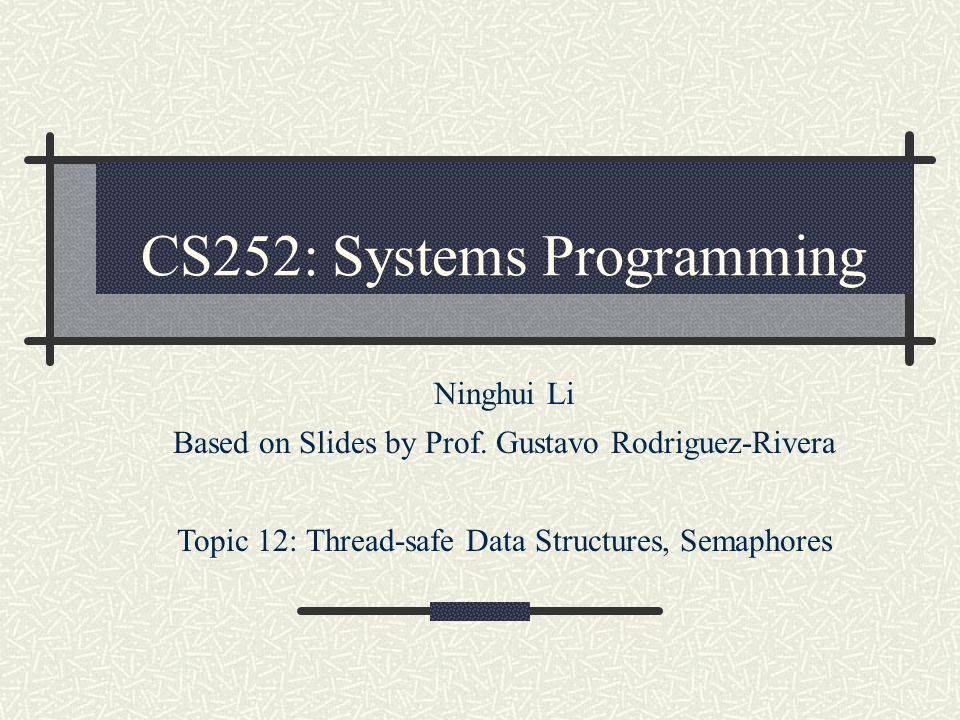 CS252: Systems Programming
Ninghui Li
Based on Slides by Prof. Gustavo Rodriguez-Rivera
Topic 12: Thread-safe Data Structures, Semaphores